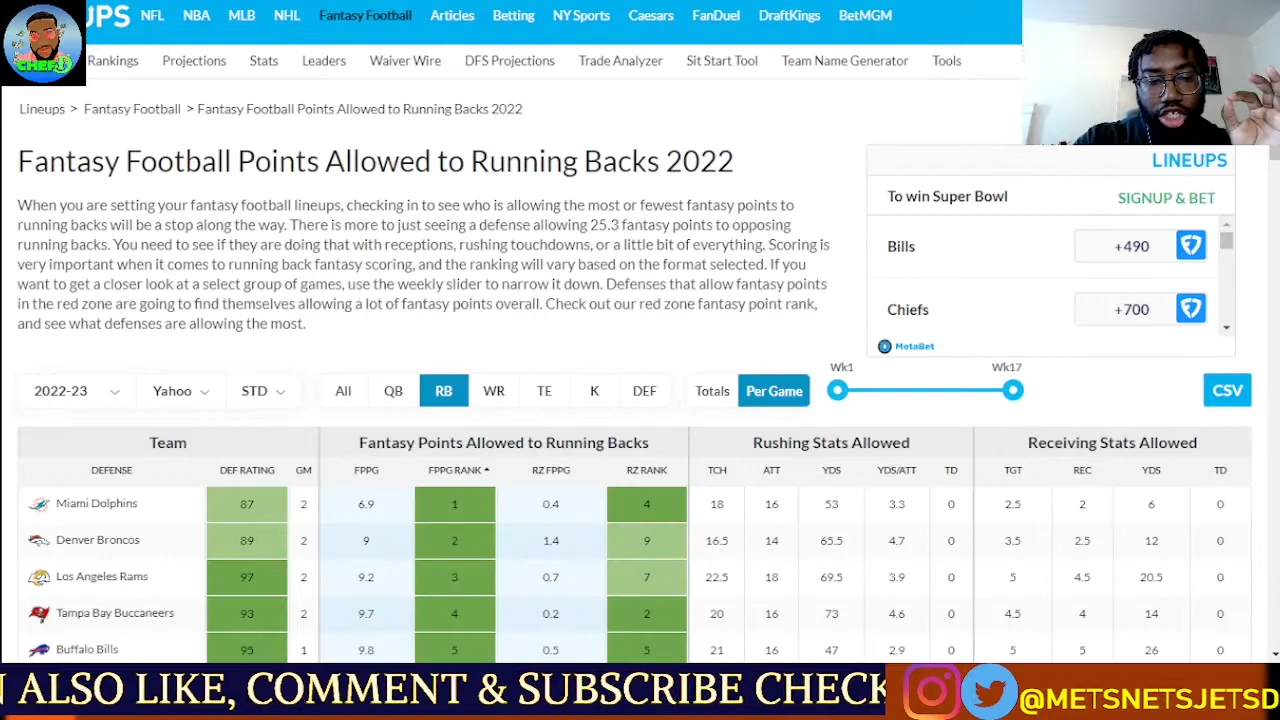 UPS NFL NBA MLB NHL Fantasy Football Articles Betting NY Sports Caesars FanDuel DraftKings BetMGM
CHEF
Rankings Projections Stats Leaders Waiver Wire DFS Projections Trade Analyzer Sit Start Tool Team Name Generator Tools
Lineups > Fantasy Football > Fantasy Football Points Allowed to Running Backs 2022
Fantasy Football Points Allowed to Running Backs 2022
When you are setting your fantasy football lineups, checking in to see who is allowing the most or fewest fantasy points to
running backs will be a stop along the way. There is more to just seeing a defense allowing 25.3 fantasy points to opposing
running backs. You need to see if they are doing that with receptions, rushing touchdowns, or a little bit of everything. Scoring is
very important when it comes to running back fantasy scoring, and the ranking will vary based on the format selected. If you
want to get a closer look at a select group of games, use the weekly slider to narrow it down. Defenses that allow fantasy points
in the red zone are going to find themselves allowing a lot of fantasy points overall. Check out our red zone fantasy point rank,
and see what defenses are allowing the most.
LINEUPS
To win Super Bowl SIGNUP & BET
Bills +490
Chiefs +700
MetaBet
2022-23 Yahoo STD All QB RB WR TE K DEF Totals Per Game Wk1 Wk17 CSV
Team Fantasy Points Allowed to Running Backs Rushing Stats Allowed Receiving Stats Allowed
DEFENSE DEF RATING GM FPPG FPPG RANK RZ FPPG RZ RANK TCH ATT YDS YDS/ATT TD TGT REC YDS TD
Miami Dolphins 87 2 6.9 1 0.4 4 18 16 53 3.3 0 2.5 2 6 0
Denver Broncos 89 2 9 2 1.4 9 16.5 14 65.5 4.7 0 3.5 2.5 12 0
Los Angeles Rams 97 2 9.2 3 0.7 7 22.5 18 69.5 3.9 0 5 4.5 20.5 0
Tampa Bay Buccaneers 93 2 9.7 4 0.2 2 20 16 73 4.6 0 4.5 4 14 0
Buffalo Bills 95 1 9.8 5 0.5 5 21 16 47 2.9 0 5 5 26 0
ALSO LIKE, COMMENT & SUBSCRIBE CHECK
@METSNETSJETSD